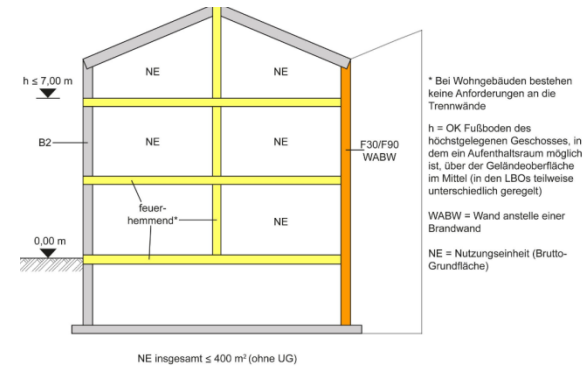 NE
NE
h ≤ 7,00 m
NE
NE
B2
F30/F90
WABW
feuer-
hemmend*
NE
0,00 m
* Bei Wohngebäuden bestehen
keine Anforderungen an die
Trennwände
h = OK Fußboden des
höchstgelegenen Geschosses, in
dem ein Aufenthaltsraum möglich
ist, über der Geländeoberfläche
im Mittel (in den LBOs teilweise
unterschiedlich geregelt)
WABW = Wand anstelle einer
Brandwand
NE = Nutzungseinheit (Brutto-
Grundfläche)
NE insgesamt ≤ 400 m² (ohne UG)